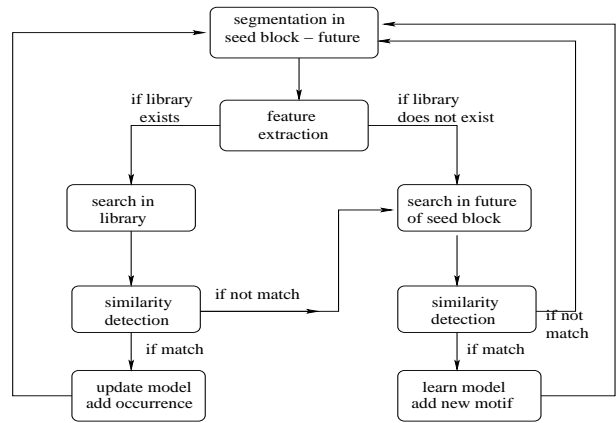 segmentation in
seed block – future
if library
exists
feature
extraction
if library
does not exist
search in
library
search in future
of seed block
similarity
detection
if not match
similarity
detection
if not
match
if match
if match
update model
add occurrence
learn model
add new motif